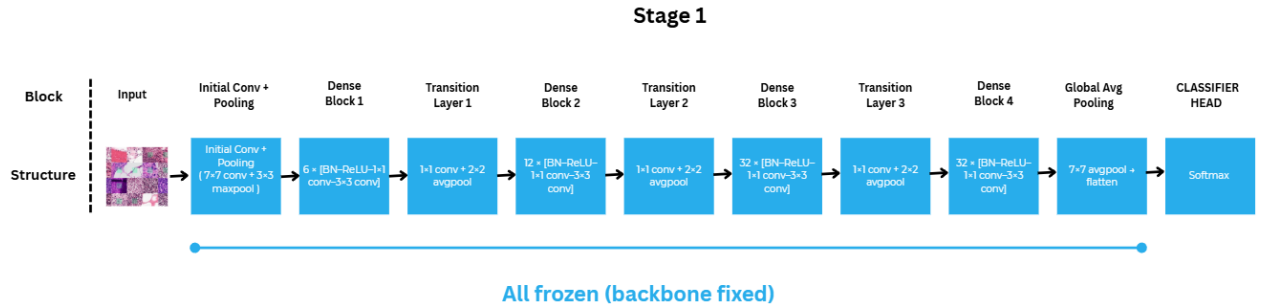 Stage 1
Block
Input
Initial Conv +
Pooling
Dense
Block 1
Transition
Layer 1
Dense
Block 2
Transition
Layer 2
Dense
Block 3
Transition
Layer 3
Dense
Block 4
Global Avg
Pooling
CLASSIFIER
HEAD
Structure
Initial Conv +
Pooling
( 7×7 conv + 3×3
maxpool )
6 × [BN–ReLU–1×1
conv–3×3 conv]
1×1 conv + 2×2
avgpool
12 × [BN–ReLU–
1×1 conv–3×3
conv]
1×1 conv + 2×2
avgpool
32 × [BN–ReLU–
1×1 conv–3×3
conv]
1×1 conv + 2×2
avgpool
32 × [BN–ReLU–
1×1 conv–3×3
conv]
7×7 avgpool +
flatten
Softmax
All frozen (backbone fixed)